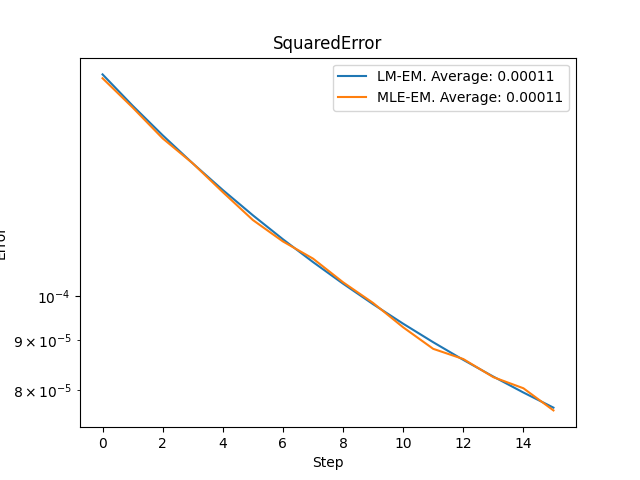 SquaredError
LM-EM. Average: 0.00011
MLE-EM. Average: 0.00011
Error
10⁻⁴
9 × 10⁻⁵
8 × 10⁻⁵
0 2 4 6 8 10 12 14
Step